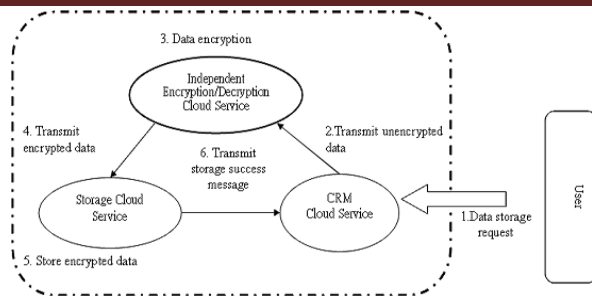 3. Data encryption
Independent
Encryption/Decryption
Cloud Service
4. Transmit
encrypted data
2.Transmit unencrypted
data
6. Transmit
storage success
message
Storage Cloud
Service
CRM
Cloud Service
1.Data storage
request
User
5. Store encrypted data